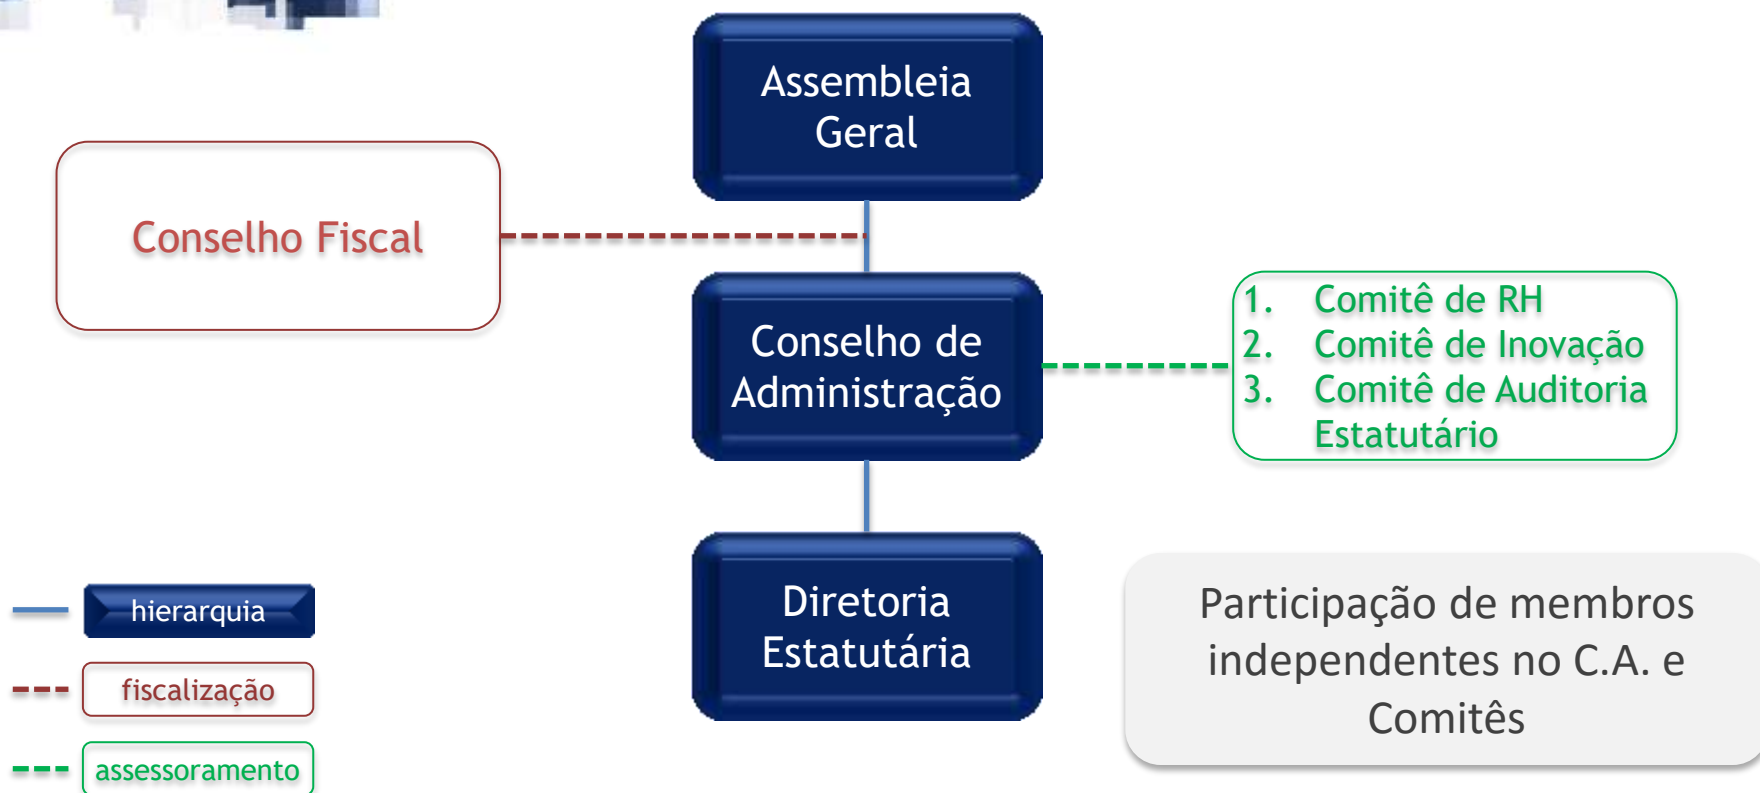 Assembleia
Geral
Conselho Fiscal
Conselho de
Administração
1. Comitê de RH
2. Comitê de Inovação
3. Comitê de Auditoria
Estatutário
Diretoria
Estatutária
Participação de membros
independentes no C.A. e
Comitês
hierarquia
fiscalização
assessoramento